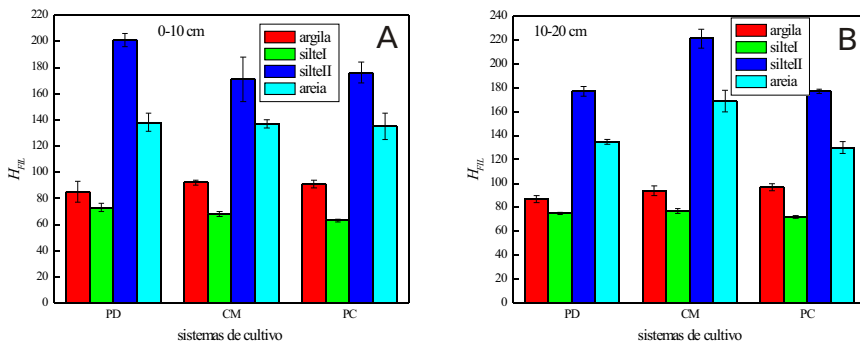 0-10 cm
A
argila
silteI
silteII
areia
H_FIL
220
200
180
160
140
120
100
80
60
40
20
0
PD
CM
PC
sistemas de cultivo
10-20 cm
B
argila
silteI
silteII
areia
H_FIL
240
220
200
180
160
140
120
100
80
60
40
20
0
PD
CM
PC
sistemas de cultivo